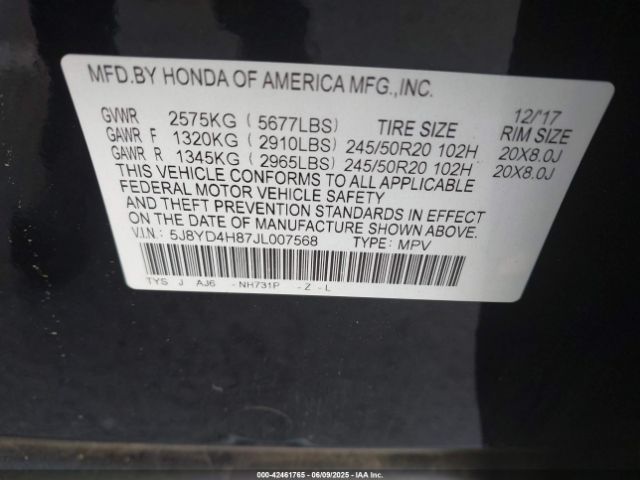 MFD.BY HONDA OF AMERICA MFG.,INC.
12/'17
GVWR 2575KG ( 5677LBS) TIRE SIZE RIM SIZE
GAWR F 1320KG ( 2910LBS) 245/50R20 102H 20X8.0J
GAWR R 1345KG ( 2965LBS) 245/50R20 102H 20X8.0J
THIS VEHICLE CONFORMS TO ALL APPLICABLE
FEDERAL MOTOR VEHICLE SAFETY
AND THEFT PREVENTION STANDARDS IN EFFECT
ON THE DATE OF MANUFACTURE SHOWN ABOVE.
V.I.N.: 5J8YD4H87JL007568 TYPE: MPV
TYS J AJ6 -NH731P -Z -L
000-42461765 06/09/2025 - IAAI Inc.